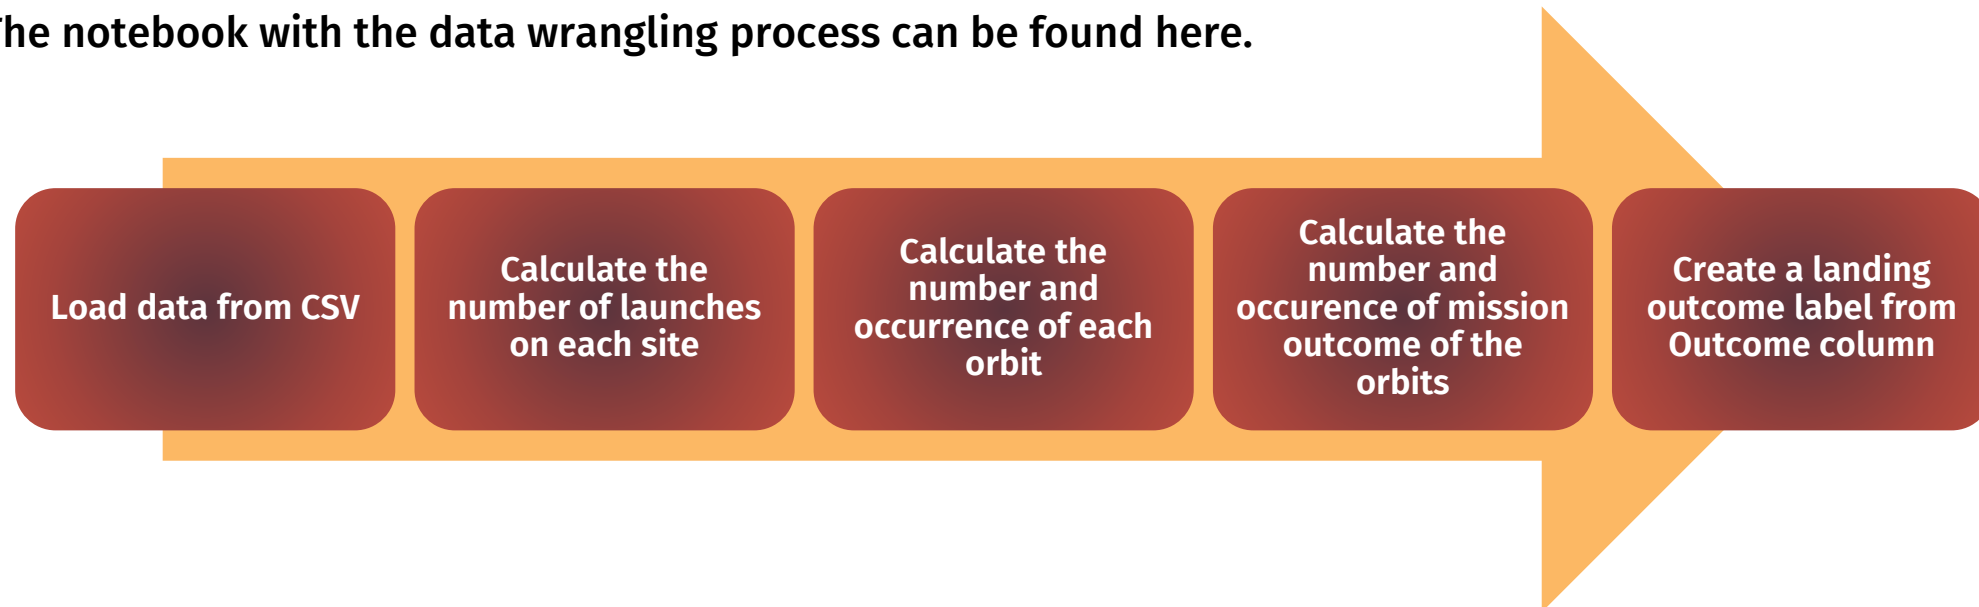 The notebook with the data wrangling process can be found here.
Load data from CSV
Calculate the
number of launches
on each site
Calculate the
number and
occurrence of each
orbit
Calculate the
number and
occurence of mission
outcome of the
orbits
Create a landing
outcome label from
Outcome column